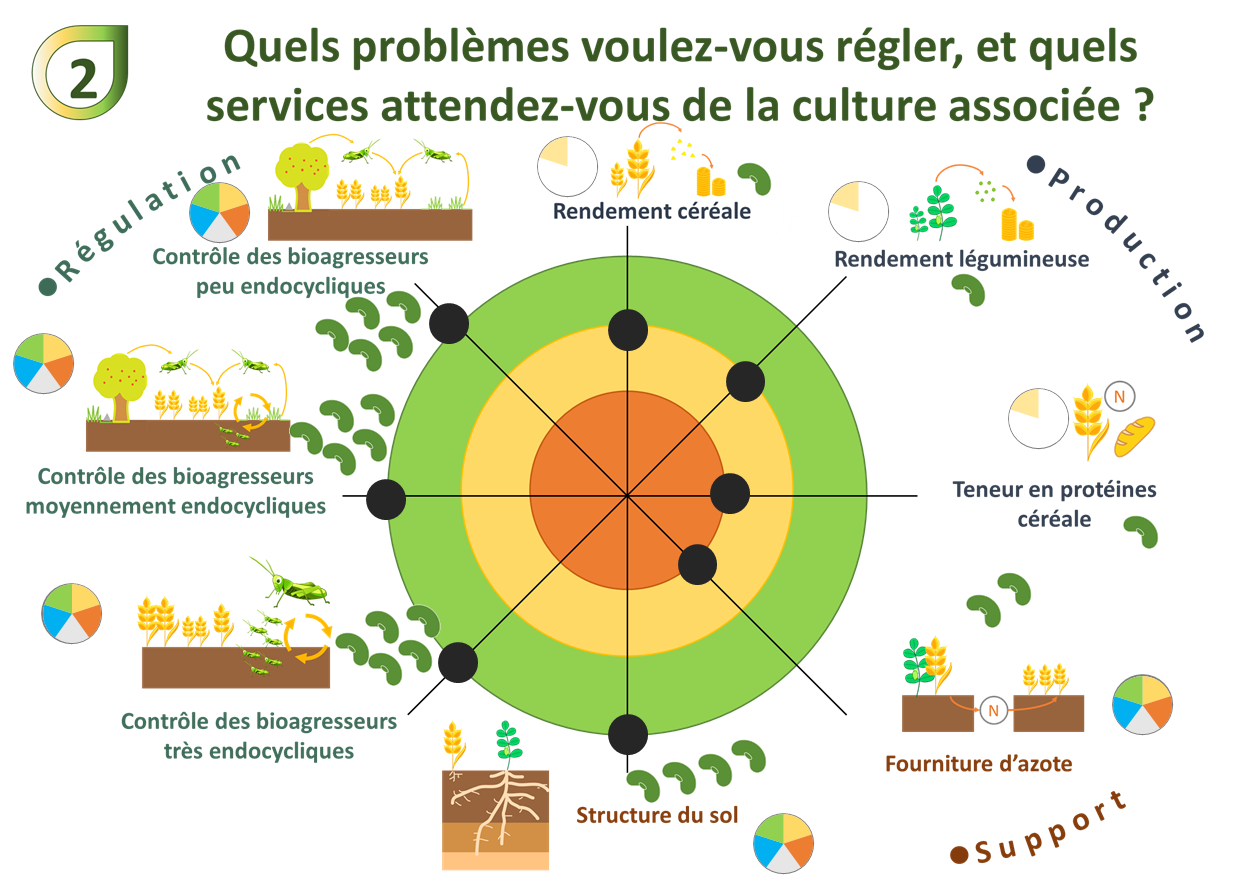 2
Quels problèmes voulez-vous régler, et quels
services attendez-vous de la culture associée ?
Régulation
Production
Contrôle des bioagresseurs
peu endocycliques
Rendement céréale
Rendement légumineuse
N
Contrôle des bioagresseurs
moyennement endocycliques
Teneur en protéines
céréale
Contrôle des bioagresseurs
très endocycliques
N
Fourniture d’azote
Structure du sol
Support